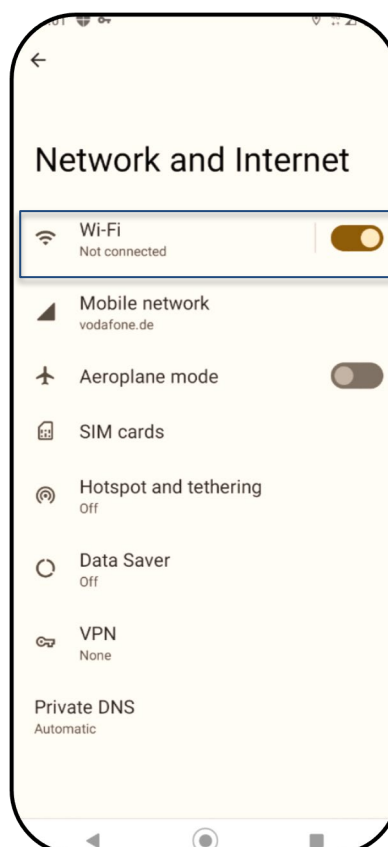 Network and Internet
Wi-Fi
Not connected
Mobile network
vodafone.de
Aeroplane mode
SIM cards
Hotspot and tethering
Off
Data Saver
Off
VPN
None
Private DNS
Automatic